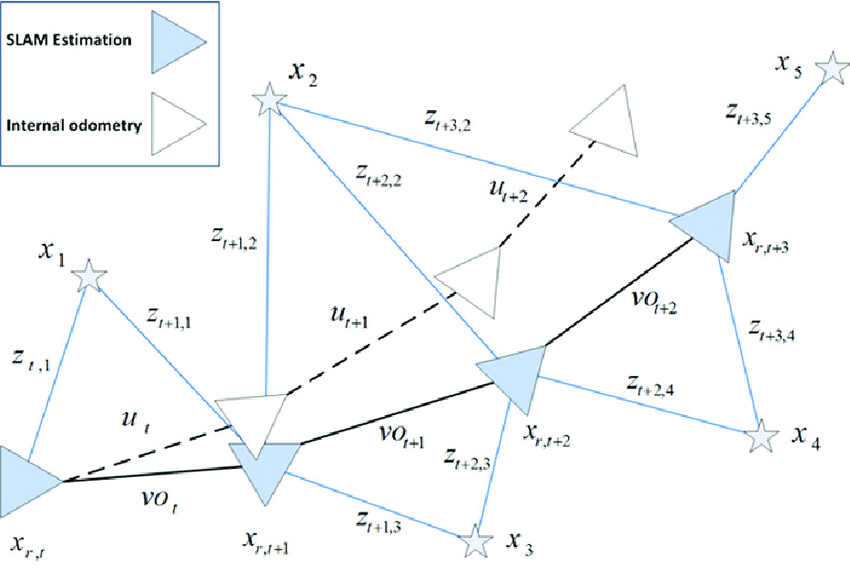 SLAM Estimation
Internal odometry
x_2
x_5
z_{t+3,2}
z_{t+3,5}
z_{t+2,2}
u_{t+2}
x_1
z_{t+1,2}
x_{r,t+3}
z_{t+1,1}
u_{t+1}
vo_{t+2}
z_{t+3,4}
z_{t,1}
u_t
z_{t+2,4}
vo_{t+1}
x_{r,t+2}
x_4
z_{t+2,3}
vo_t
z_{t+1,3}
x_{r,t}
x_{r,t+1}
x_3